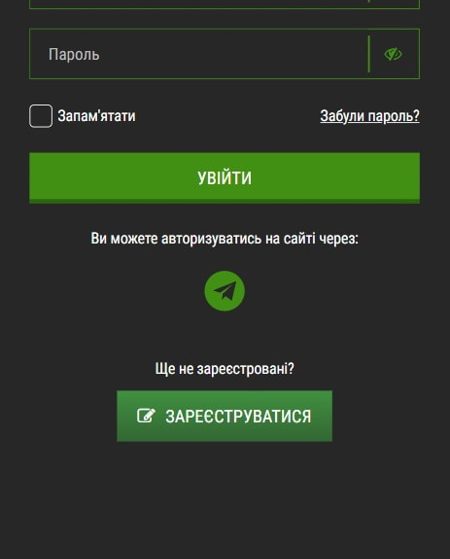 Пароль
Запам'ятати
Забули пароль?
УВІЙТИ
Ви можете авторизуватись на сайті через:
Ще не зареєстровані?
ЗАРЕЄСТРУВАТИСЯ